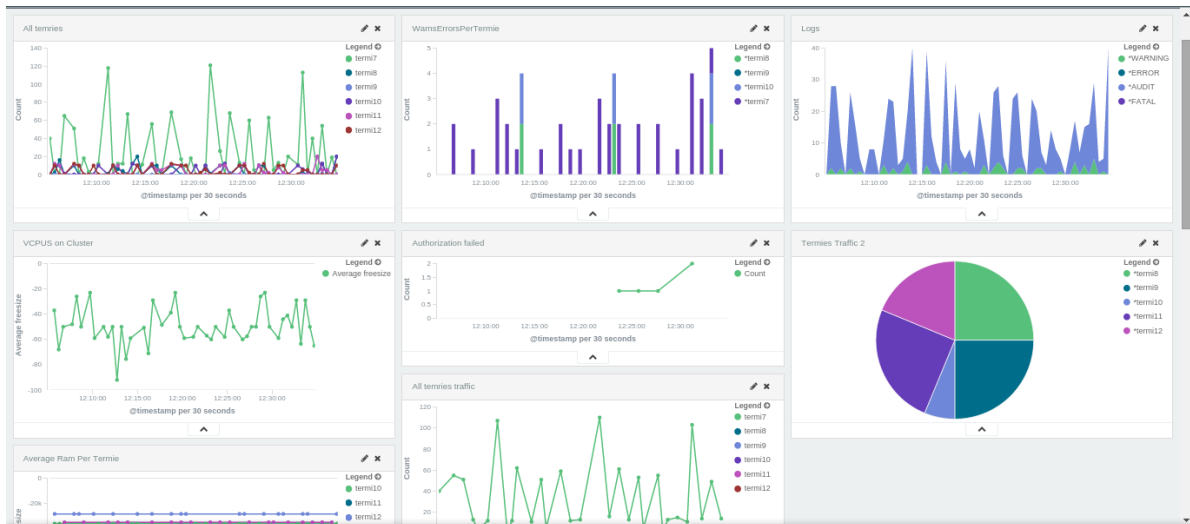 All temries
Count
140
120
100
80
60
40
20
0
12:10:00 12:15:00 12:20:00 12:25:00 12:30:00
@timestamp per 30 seconds
Legend
termi7
termi8
termi9
termi10
termi11
termi12
WarnsErrorsPerTermie
Count
5
4
3
2
1
0
12:10:00 12:15:00 12:20:00 12:25:00 12:30:00
@timestamp per 30 seconds
Legend
*termi8
*termi9
*termi10
*termi7
Logs
Count
40
30
20
10
0
12:10:00 12:15:00 12:20:00 12:25:00 12:30:00
@timestamp per 30 seconds
Legend
*WARNING
*ERROR
*AUDIT
*FATAL
VCPUS on Cluster
Average freesize
0
-20
-40
-60
-80
-100
12:10:00 12:15:00 12:20:00 12:25:00 12:30:00
@timestamp per 30 seconds
Legend
Average freesize
Authorization failed
Count
2
1.5
1
0.5
0
12:10:00 12:15:00 12:20:00 12:25:00 12:30:00
@timestamp per 30 seconds
Legend
Count
Termies Traffic 2
Legend
*termi8
*termi9
*termi10
*termi11
*termi12
Average Ram Per Termie
size
0
-20k
Legend
termi10
termi11
termi12
All temries traffic
Count
120
100
80
60
40
20
Legend
termi7
termi8
termi9
termi10
termi11
termi12